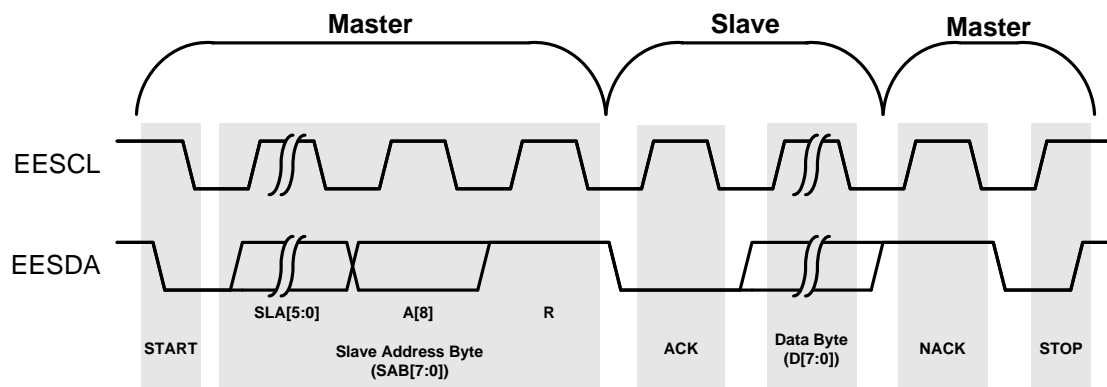 Master
Slave
Master
EESCL
EESDA
SLA[5:0]
A[8]
R
START
Slave Address Byte
(SAB[7:0])
ACK
Data Byte
(D[7:0])
NACK
STOP